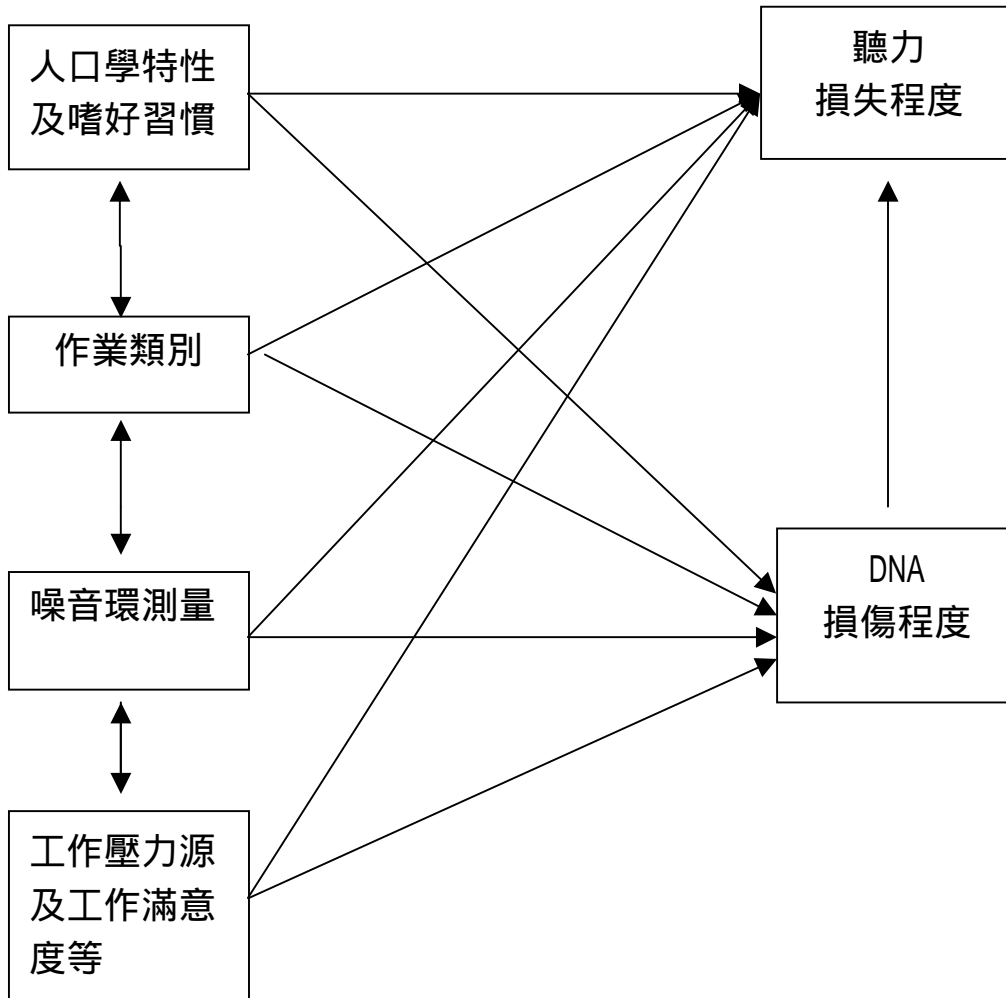 人口學特性
及嗜好習慣
聽力
損失程度
作業類別
噪音環測量
DNA
損傷程度
工作壓力源
及工作滿意
度等